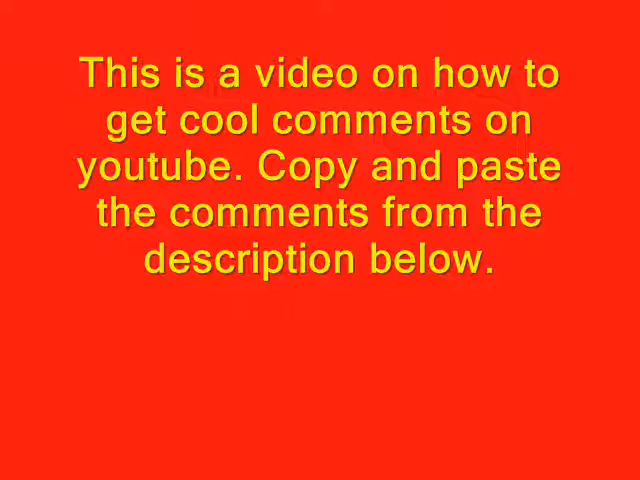 This is a video on how to
get cool comments on
youtube. Copy and paste
the comments from the
description below.